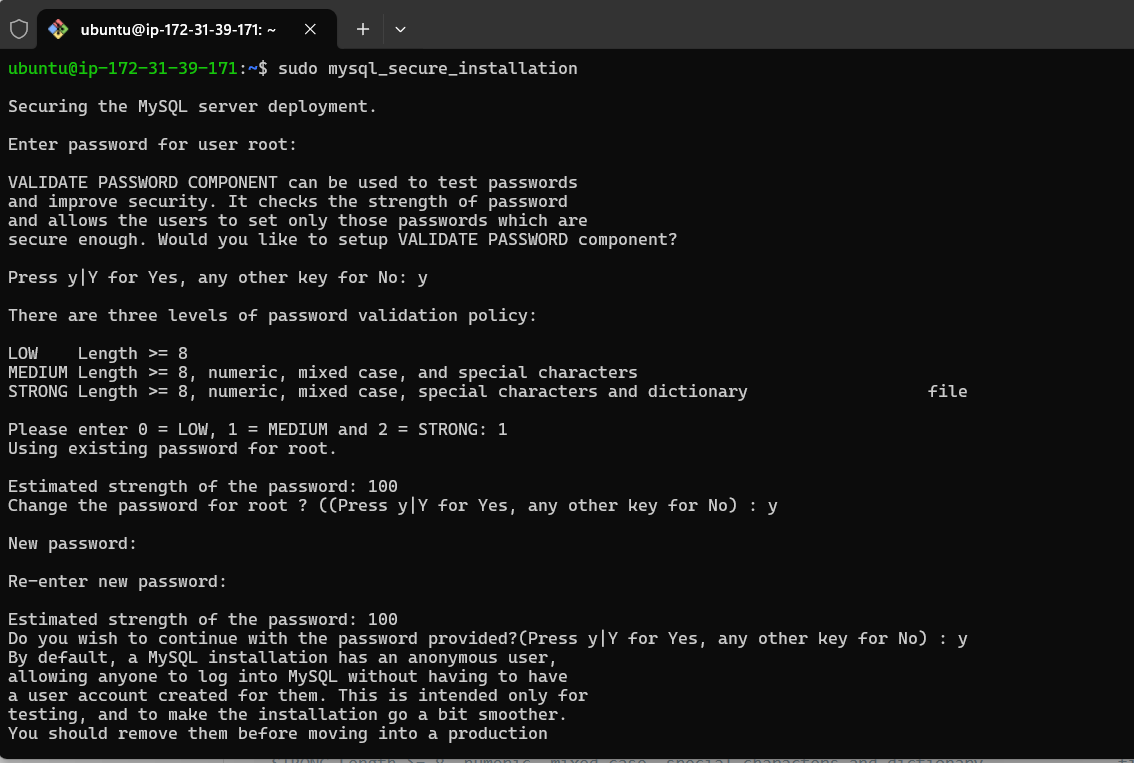 ubuntu@ip-172-31-39-171: ~
ubuntu@ip-172-31-39-171:~$ sudo mysql_secure_installation
Securing the MySQL server deployment.
Enter password for user root:
VALIDATE PASSWORD COMPONENT can be used to test passwords
and improve security. It checks the strength of password
and allows the users to set only those passwords which are
secure enough. Would you like to setup VALIDATE PASSWORD component?
Press y|Y for Yes, any other key for No: y
There are three levels of password validation policy:
LOW    Length >= 8
MEDIUM Length >= 8, numeric, mixed case, and special characters
STRONG Length >= 8, numeric, mixed case, special characters and dictionary                  file
Please enter 0 = LOW, 1 = MEDIUM and 2 = STRONG: 1
Using existing password for root.
Estimated strength of the password: 100
Change the password for root ? ((Press y|Y for Yes, any other key for No) : y
New password:
Re-enter new password:
Estimated strength of the password: 100
Do you wish to continue with the password provided?(Press y|Y for Yes, any other key for No) : y
By default, a MySQL installation has an anonymous user,
allowing anyone to log into MySQL without having to have
a user account created for them. This is intended only for
testing, and to make the installation go a bit smoother.
You should remove them before moving into a production